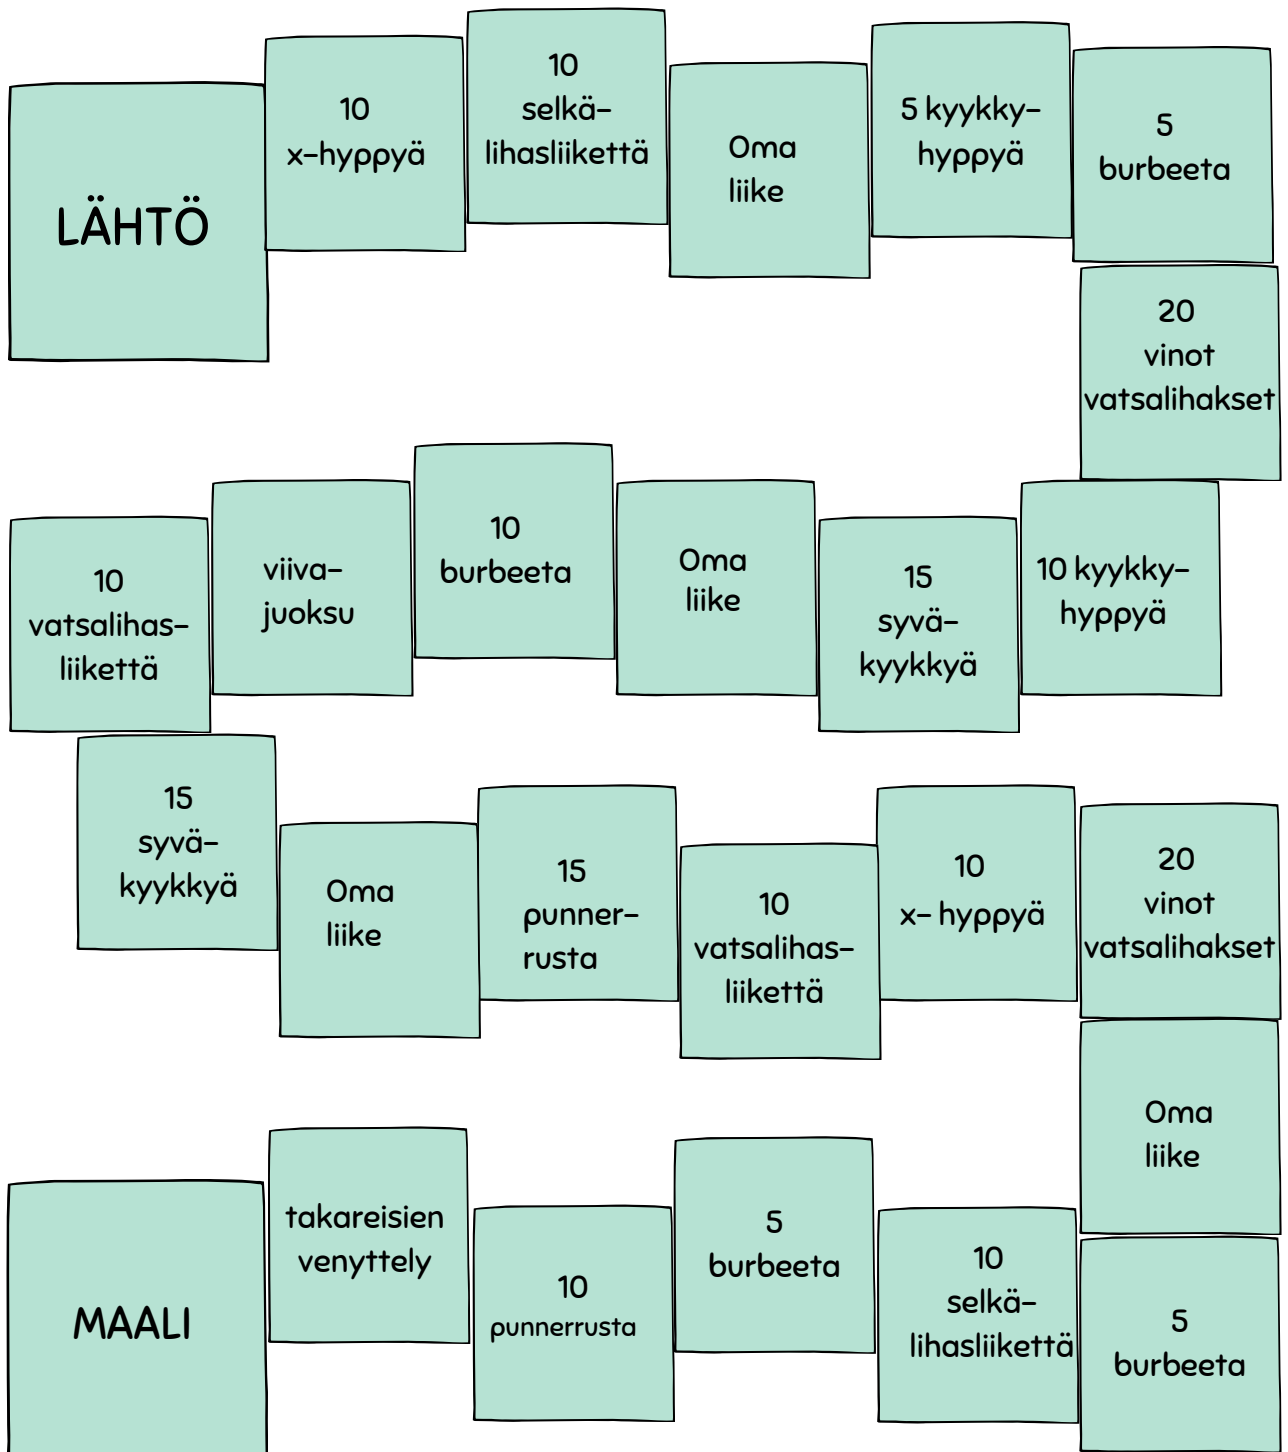 LÄHTÖ
10
x-hyppyä
10
selkä-
lihasliikettä
Oma
liike
5 kyykky-
hyppyä
5
burbeeta
20
vinot
vatsalihakset
10 kyykky-
hyppyä
15
syvä-
kyykkyä
Oma
liike
10
burbeeta
viiva-
juoksu
10
vatsalihas-
liikettä
15
syvä-
kyykkyä
Oma
liike
15
punner-
rusta
10
vatsalihas-
liikettä
10
x- hyppyä
20
vinot
vatsalihakset
Oma
liike
5
burbeeta
10
selkä-
lihasliikettä
5
burbeeta
10
punnerrusta
takareisien
venyttely
MAALI